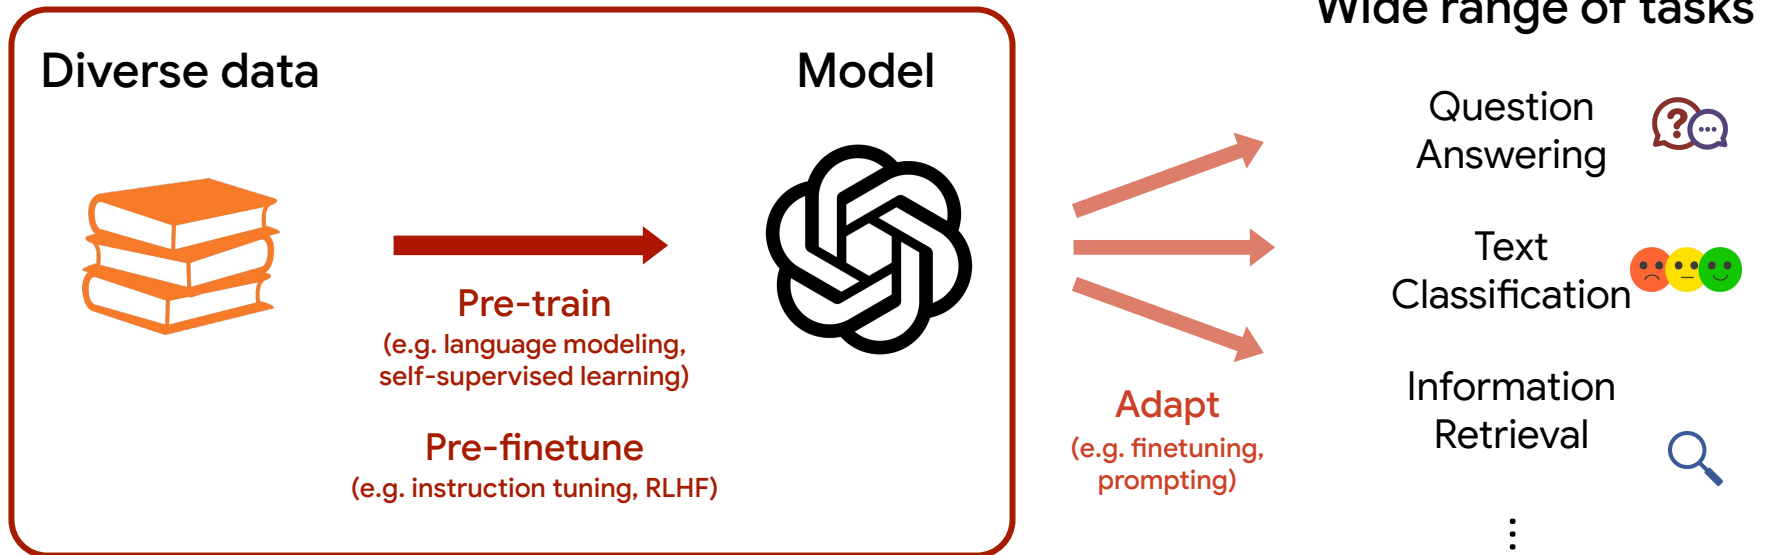 Wide range of tasks
Diverse data
Model
Pre-train
(e.g. language modeling,
self-supervised learning)
Pre-finetune
(e.g. instruction tuning, RLHF)
Adapt
(e.g. finetuning,
prompting)
Question
Answering
Text
Classification
Information
Retrieval
⋮